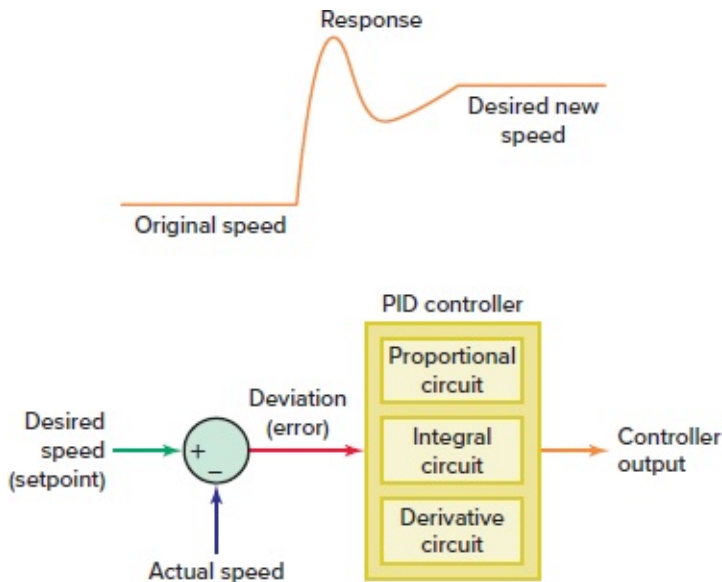 Response
Desired new
speed
Original speed
PID controller
Proportional
circuit
Deviation
(error)
Desired
speed
(setpoint)
+
−
Integral
circuit
Controller
output
Derivative
circuit
Actual speed